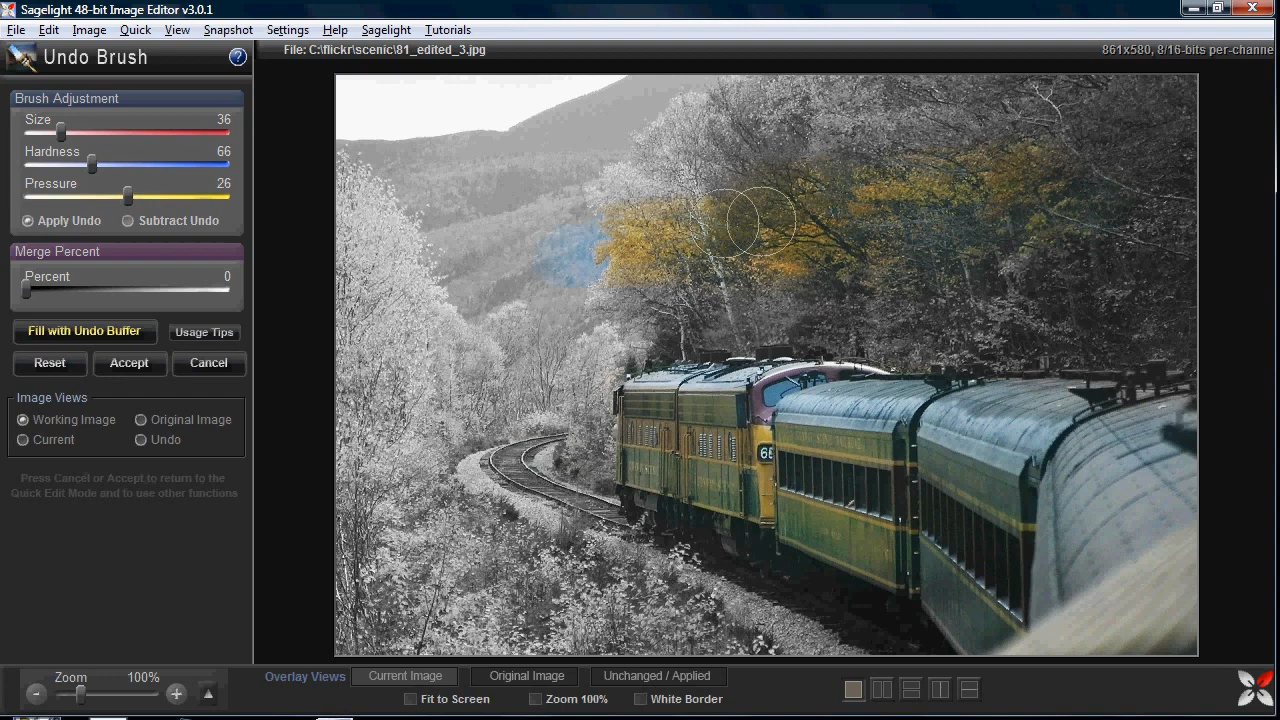 Sagelight 48-bit Image Editor v3.0.1
File Edit Image Quick View Snapshot Settings Help Sagelight Tutorials
Undo Brush ?
File: C:\flickr\scenic\81_edited_3.jpg
861x580, 8/16-bits per-channe
Brush Adjustment
Size 36
Hardness 66
Pressure 26
Apply Undo Subtract Undo
Merge Percent
Percent 0
Fill with Undo Buffer Usage Tips
Reset Accept Cancel
Image Views
Working Image Original Image
Current Undo
Press Cancel or Accept to return to the
Quick Edit Mode and to use other functions
Zoom 100%
Overlay Views Current Image Original Image Unchanged / Applied
Fit to Screen Zoom 100% White Border